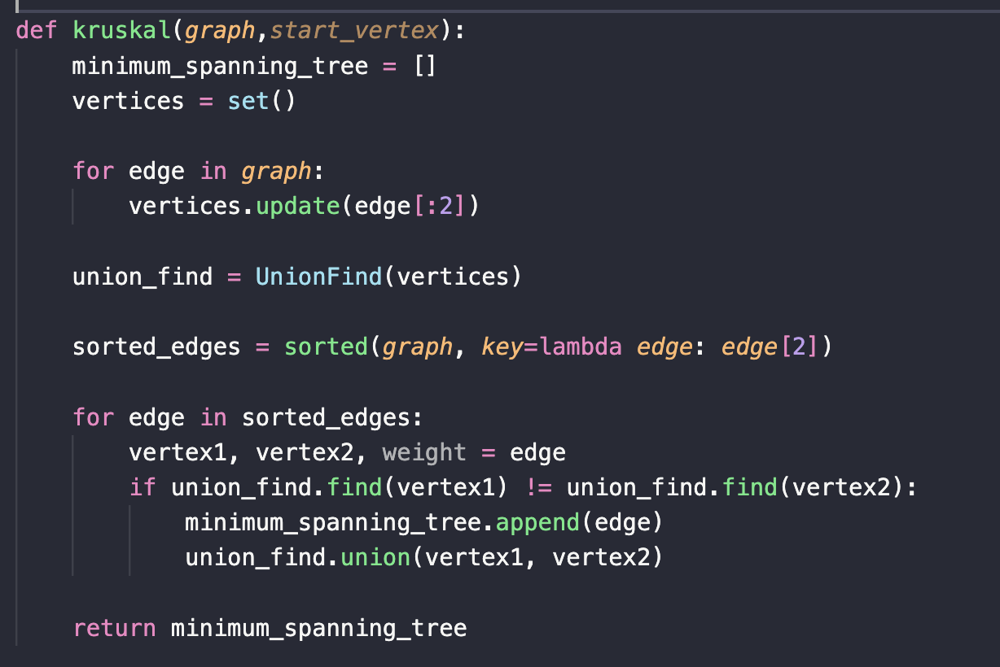 def kruskal(graph,start_vertex):
    minimum_spanning_tree = []
    vertices = set()

    for edge in graph:
        vertices.update(edge[:2])

    union_find = UnionFind(vertices)

    sorted_edges = sorted(graph, key=lambda edge: edge[2])

    for edge in sorted_edges:
        vertex1, vertex2, weight = edge
        if union_find.find(vertex1) != union_find.find(vertex2):
            minimum_spanning_tree.append(edge)
            union_find.union(vertex1, vertex2)

    return minimum_spanning_tree